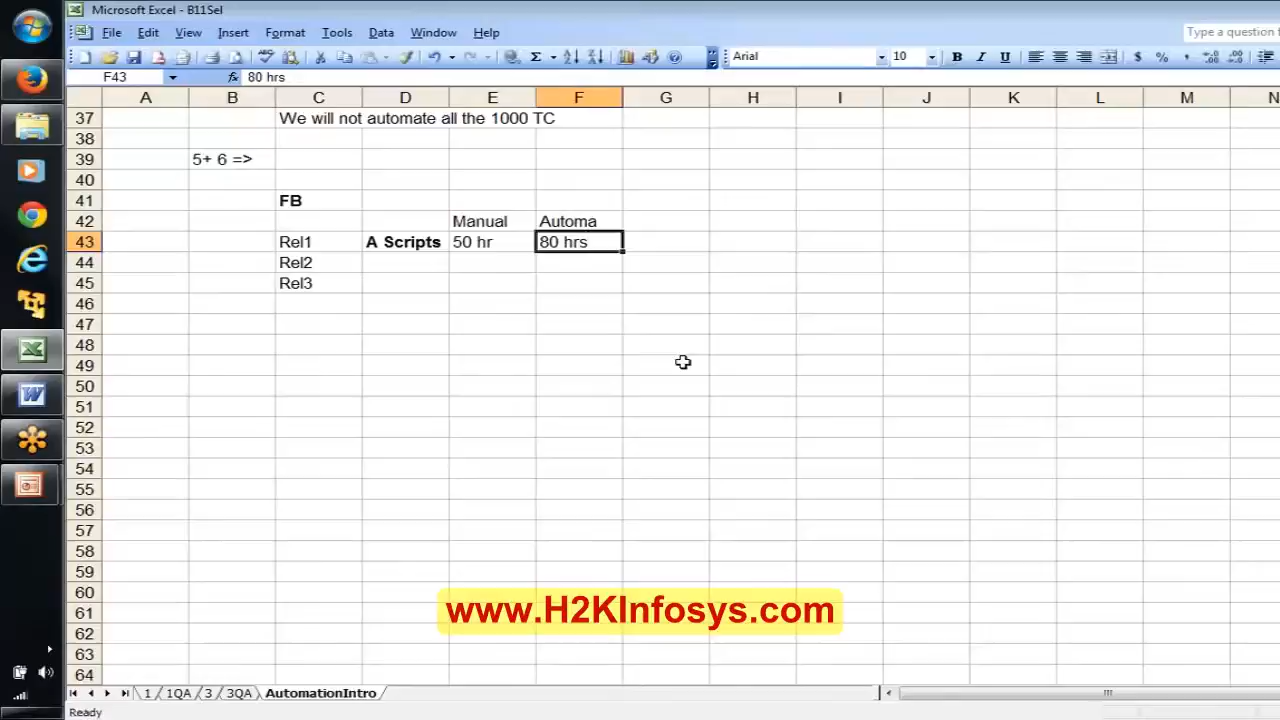 Microsoft Excel - B11Sel
File Edit View Insert Format Tools Data Window Help
Type a question f
Arial 10 B I U $ %
F43 fx 80 hrs
A B C D E F G H I J K L M N
37 We will not automate all the 1000 TC
38
39 5+ 6 =>
40
41 FB
42 Manual Automa
43 Rel1 A Scripts 50 hr 80 hrs
44 Rel2
45 Rel3
46
47
48
49
50
51
52
53
54
55
56
57
58
59
60
www.H2KInfosys.com
61
62
63
64
1 1QA 3 3QA AutomationIntro
Ready